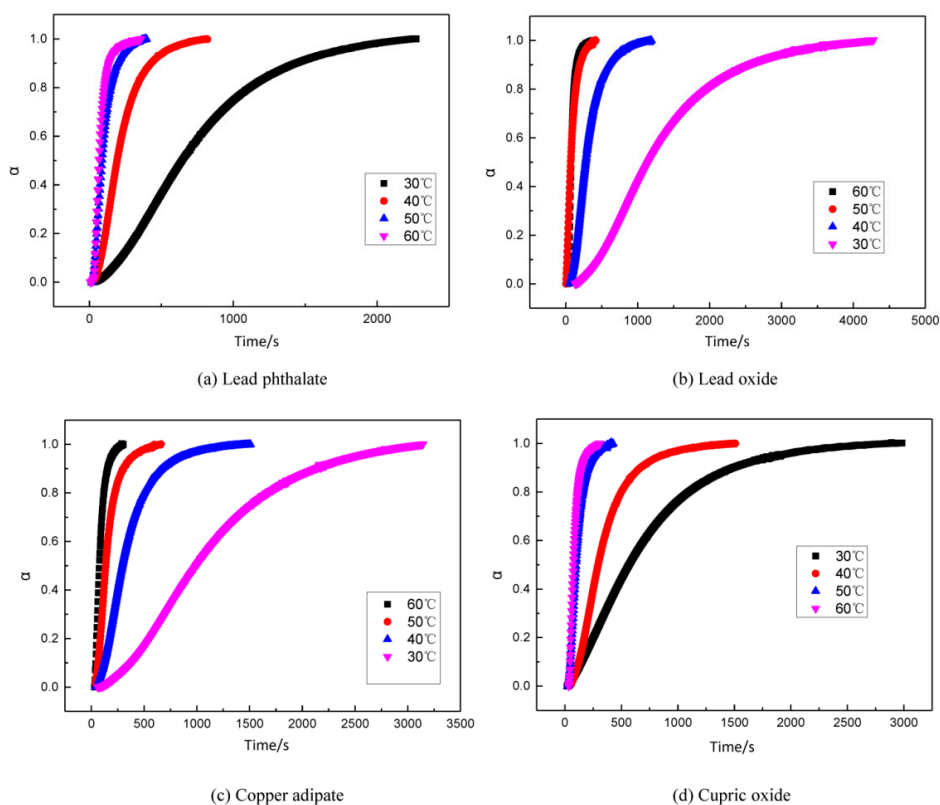 1.0
0.8
0.6
0.4
0.2
0.0
α
30℃
40℃
50℃
60℃
0 1000 2000
Time/s
(a) Lead phthalate
1.0
0.8
0.6
0.4
0.2
0.0
α
60℃
50℃
40℃
30℃
0 1000 2000 3000 4000 5000
Time/s
(b) Lead oxide
1.0
0.8
0.6
0.4
0.2
0.0
α
60℃
50℃
40℃
30℃
0 500 1000 1500 2000 2500 3000 3500
Time/s
(c) Copper adipate
1.0
0.8
0.6
0.4
0.2
0.0
α
30℃
40℃
50℃
60℃
0 500 1000 1500 2000 2500 3000
Time/s
(d) Cupric oxide